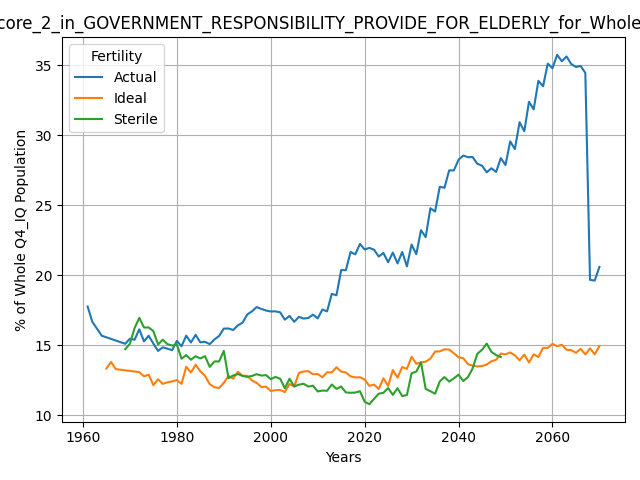 core_2_in_GOVERNMENT_RESPONSIBILITY_PROVIDE_FOR_ELDERLY_for_Whole
Fertility
Actual
Ideal
Sterile
% of Whole Q4_IQ Population
35
30
25
20
15
10
1960 1980 2000 2020 2040 2060
Years